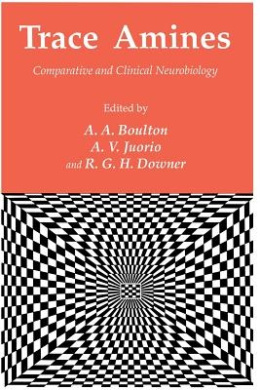 Trace Amines
Comparative and Clinical Neurobiology
Edited by
A. A. Boulton
A. V. Juorio
and R. G. H. Downer